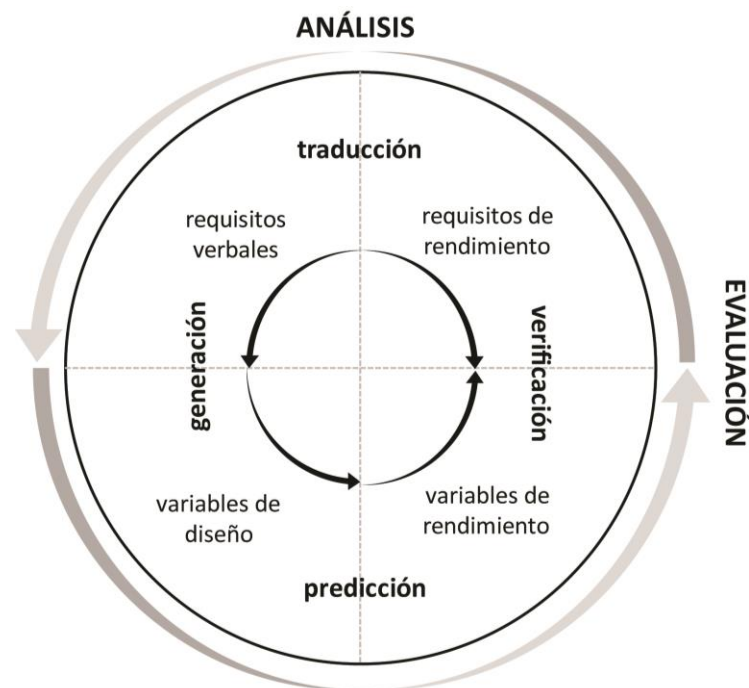 ANÁLISIS
traducción
requisitos
verbales
requisitos de
rendimiento
generación
verificación
EVALUACIÓN
variables de
diseño
variables de
rendimiento
predicción